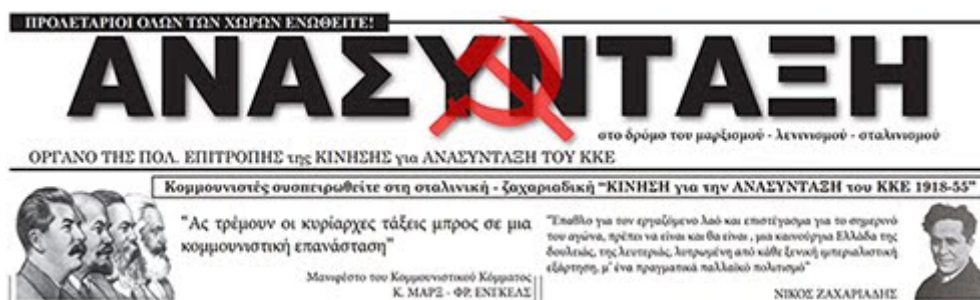 ΠΡΟΛΕΤΑΡΙΟΙ ΟΛΩΝ ΤΩΝ ΧΩΡΩΝ ΕΝΩΘΕΙΤΕ!
ΑΝΑΣΥΝΤΑΞΗ
στο δρόμο του μαρξισμού - λενινισμού - σταλινισμού
ΟΡΓΑΝΟ ΤΗΣ ΠΟΛ. ΕΠΙΤΡΟΠΗΣ της ΚΙΝΗΣΗΣ για ΑΝΑΣΥΝΤΑΞΗ ΤΟΥ ΚΚΕ
Κομμουνιστές συσπειρωθείτε στη σταλινική - ζαχαριαδική "ΚΙΝΗΣΗ για την ΑΝΑΣΥΝΤΑΞΗ του ΚΚΕ 1918-55"
"Ας τρέμουν οι κυρίαρχες τάξεις μπρος σε μια
κομμουνιστική επανάσταση"
Μανιφέστο του Κομμουνιστικού Κόμματος
Κ. ΜΑΡΞ - ΦΡ. ΕΝΓΚΕΛΣ
"Έπαθλο για τον εργαζόμενο λαό και επιστέγασμα για το σημερινό
του αγώνα, πρέπει να είναι και θα είναι , μια καινούργια Ελλάδα της
δουλειάς, της λευτεριάς, λυτρωμένη από κάθε ξενική ιμπεριαλιστική
εξάρτηση, μ' ένα πραγματικά παλλαϊκό πολιτισμό"
ΝΙΚΟΣ ΖΑΧΑΡΙΑΔΗΣ